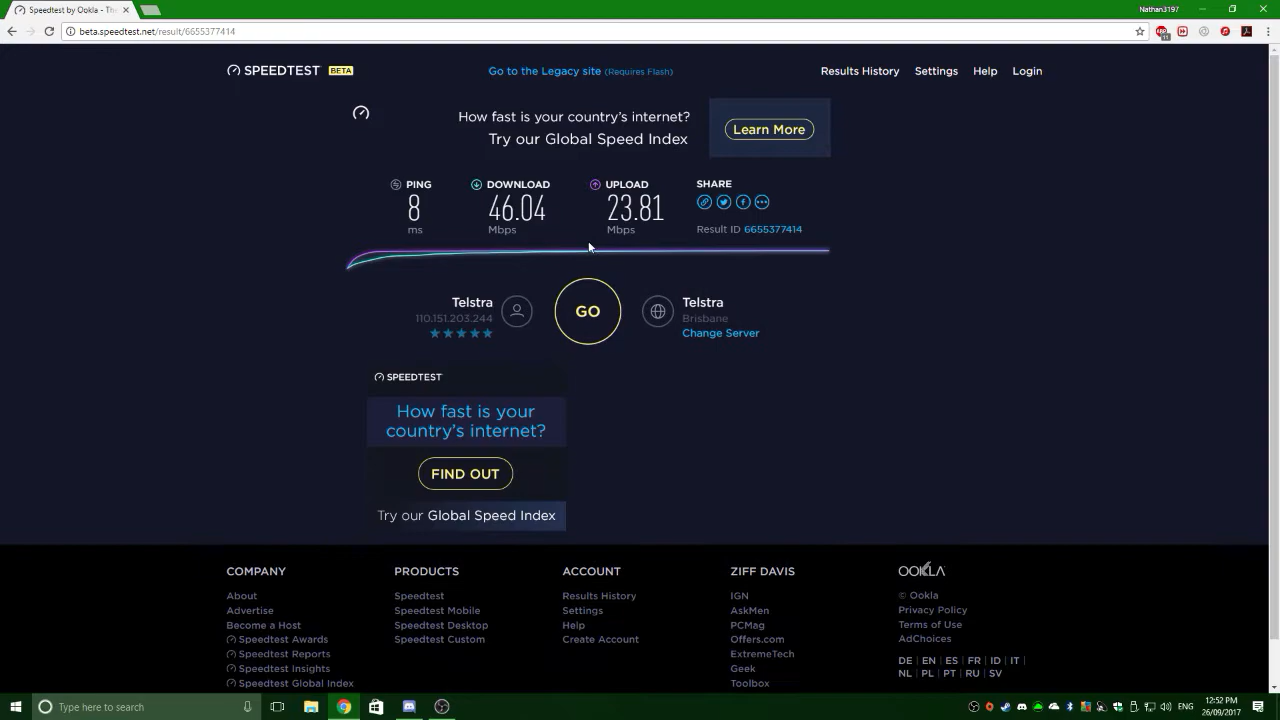 Speedtest by Ookla - Th
Nathan3197
beta.speedtest.net/result/6655377414
11
SPEEDTEST BETA
Go to the Legacy site (Requires Flash)
Results History Settings Help Login
How fast is your country's internet?
Try our Global Speed Index
Learn More
PING DOWNLOAD UPLOAD SHARE
8 46.04 23.81
ms Mbps Mbps
Result ID 6655377414
Telstra
110.151.203.244
GO
Telstra
Brisbane
Change Server
SPEEDTEST
How fast is your
country's internet?
FIND OUT
Try our Global Speed Index
COMPANY
About
Advertise
Become a Host
Speedtest Awards
Speedtest Reports
Speedtest Insights
Speedtest Global Index
PRODUCTS
Speedtest
Speedtest Mobile
Speedtest Desktop
Speedtest Custom
ACCOUNT
Results History
Settings
Help
Create Account
ZIFF DAVIS
IGN
AskMen
PCMag
Offers.com
ExtremeTech
Geek
Toolbox
OOKLA
© Ookla
Privacy Policy
Terms of Use
AdChoices
DE | EN | ES | FR | ID | IT |
NL | PL | PT | RU | SV
Type here to search
ENG
12:52 PM
26/09/2017